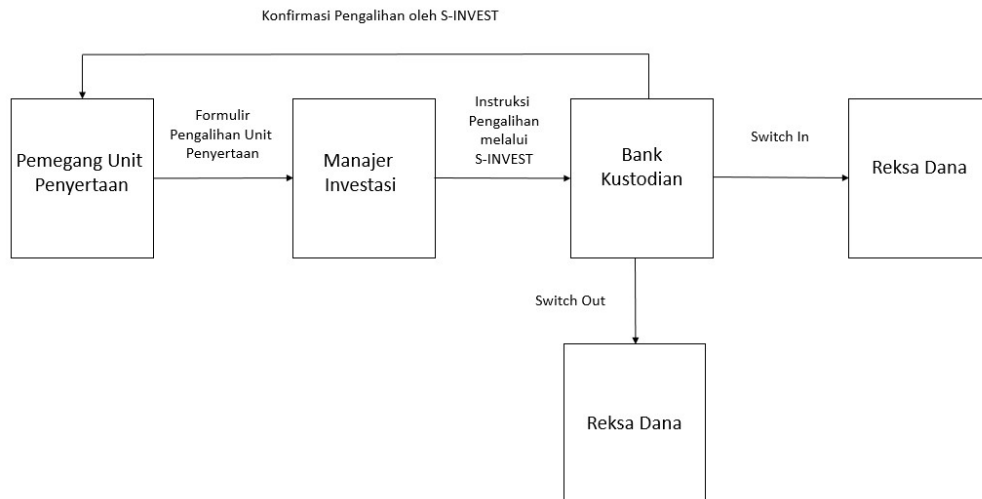 Konfirmasi Pengalihan oleh S-INVEST
Pemegang Unit
Penyertaan
Formulir
Pengalihan Unit
Penyertaan
Manajer
Investasi
Instruksi
Pengalihan
melalui
S-INVEST
Bank
Kustodian
Switch In
Reksa Dana
Switch Out
Reksa Dana